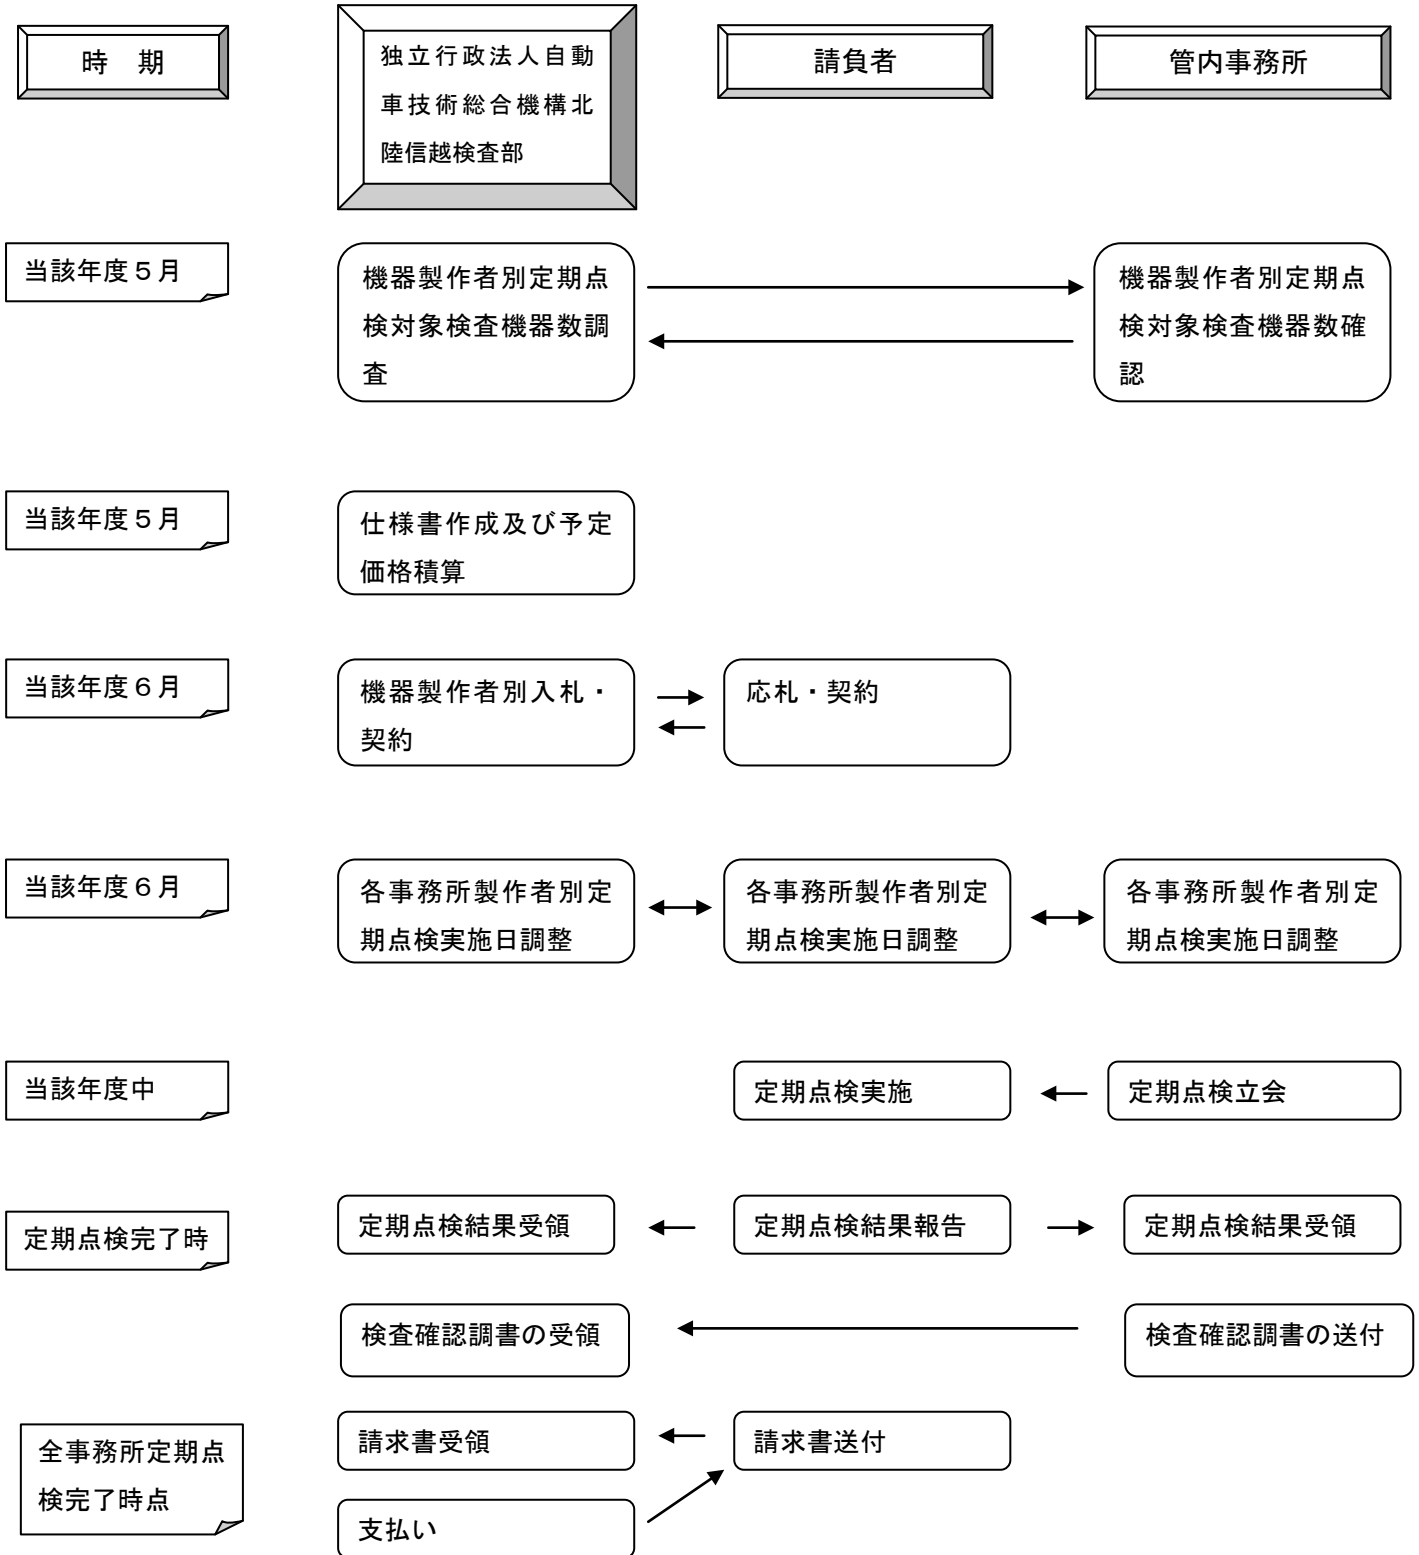 時　期
独立行政法人自動
車技術総合機構北
陸信越検査部
請負者
管内事務所
当該年度５月
機器製作者別定期点
検対象検査機器数調
査
機器製作者別定期点
検対象検査機器数確
認
当該年度５月
仕様書作成及び予定
価格積算
当該年度６月
機器製作者別入札・
契約
応札・契約
当該年度６月
各事務所製作者別定
期点検実施日調整
各事務所製作者別定
期点検実施日調整
各事務所製作者別定
期点検実施日調整
当該年度中
定期点検実施
定期点検立会
定期点検完了時
定期点検結果受領
定期点検結果報告
定期点検結果受領
検査確認調書の受領
検査確認調書の送付
全事務所定期点
検完了時点
請求書受領
請求書送付
支払い